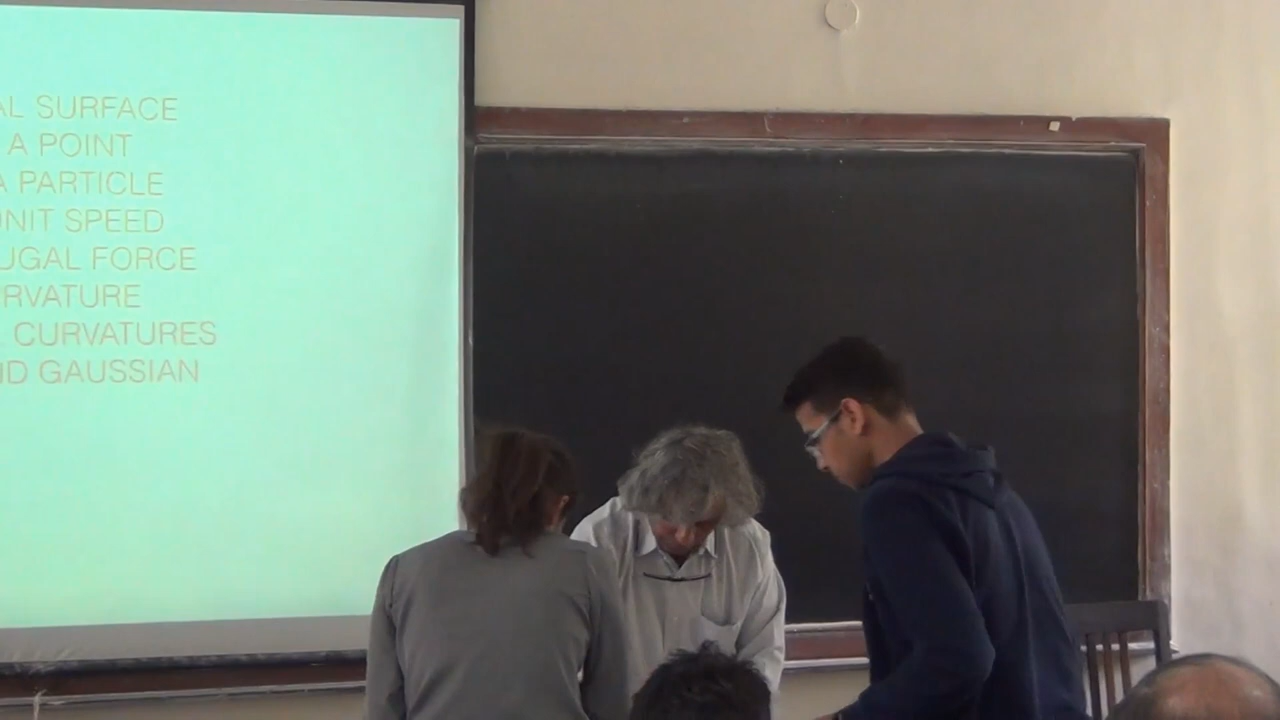 AL SURFACE
A POINT
A PARTICLE
UNIT SPEED
UGAL FORCE
RVATURE
CURVATURES
ND GAUSSIAN